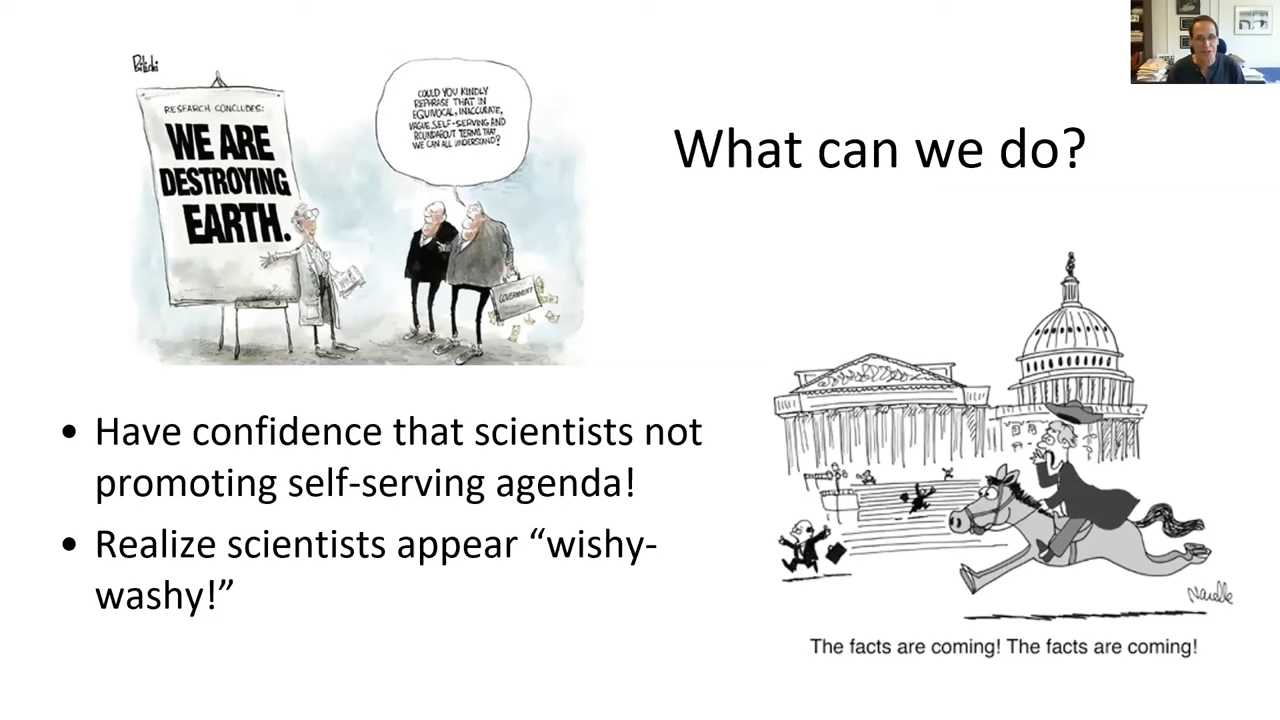 What can we do?
RESEARCH CONCLUDES:
WE ARE
DESTROYING
EARTH.
COULD YOU KINDLY
REPHRASE THAT IN
EQUIVOCAL, INACCURATE,
VAGUE, SELF-SERVING AND
ROUNDABOUT TERMS THAT
WE CAN ALL UNDERSTAND?
GOVERNMENT
• Have confidence that scientists not
promoting self-serving agenda!
• Realize scientists appear “wishy-
washy!”
The facts are coming! The facts are coming!